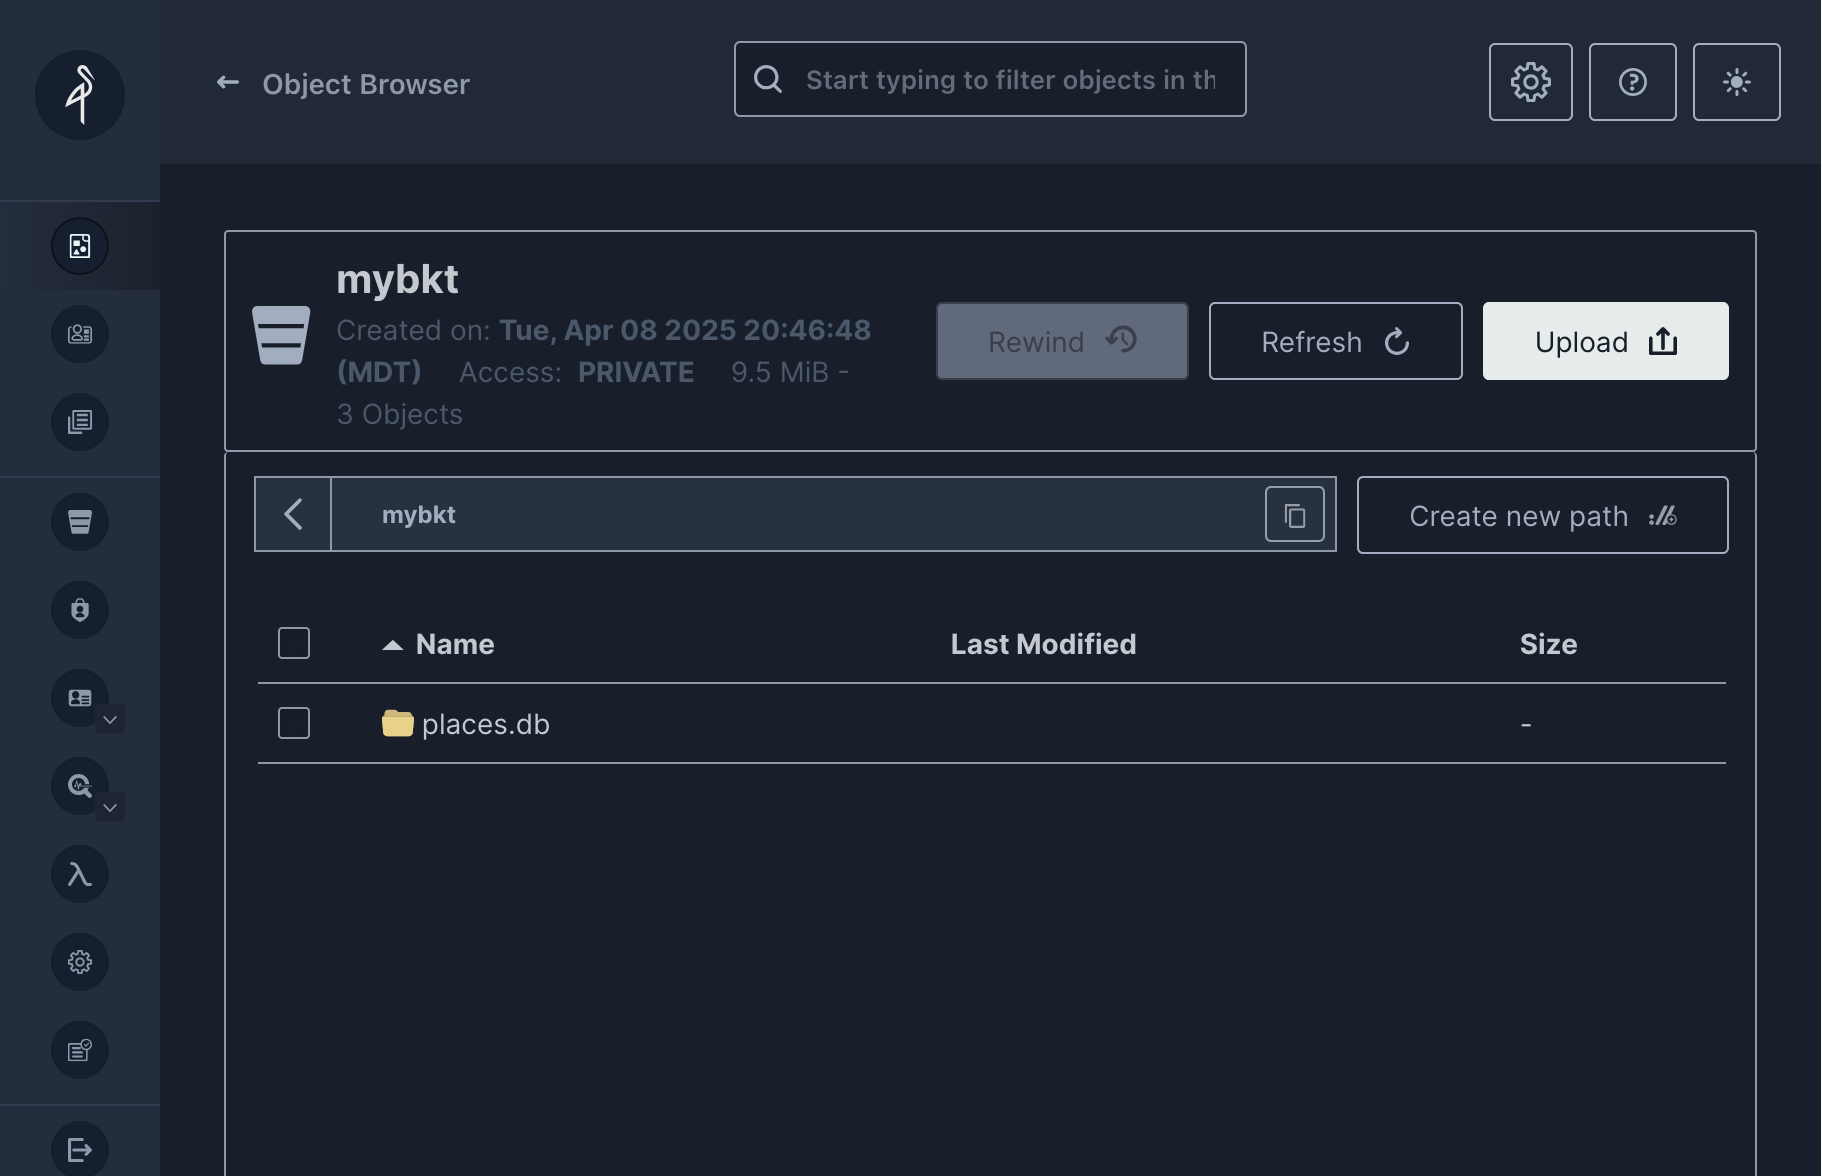 Object Browser
Start typing to filter objects in th
mybkt
Created on: Tue, Apr 08 2025 20:46:48
(MDT) Access: PRIVATE 9.5 MiB -
3 Objects
Rewind
Refresh
Upload
mybkt
Create new path
Name Last Modified Size
places.db -